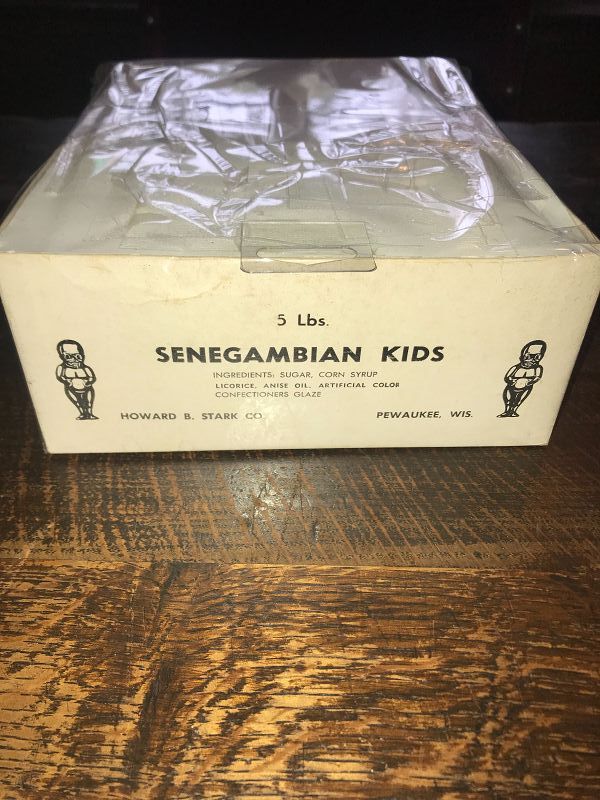 5 Lbs.
SENEGAMBIAN KIDS
INGREDIENTS: SUGAR, CORN SYRUP
LICORICE, ANISE OIL, ARTIFICIAL COLOR
CONFECTIONERS GLAZE
HOWARD B. STARK CO. PEWAUKEE, WIS.